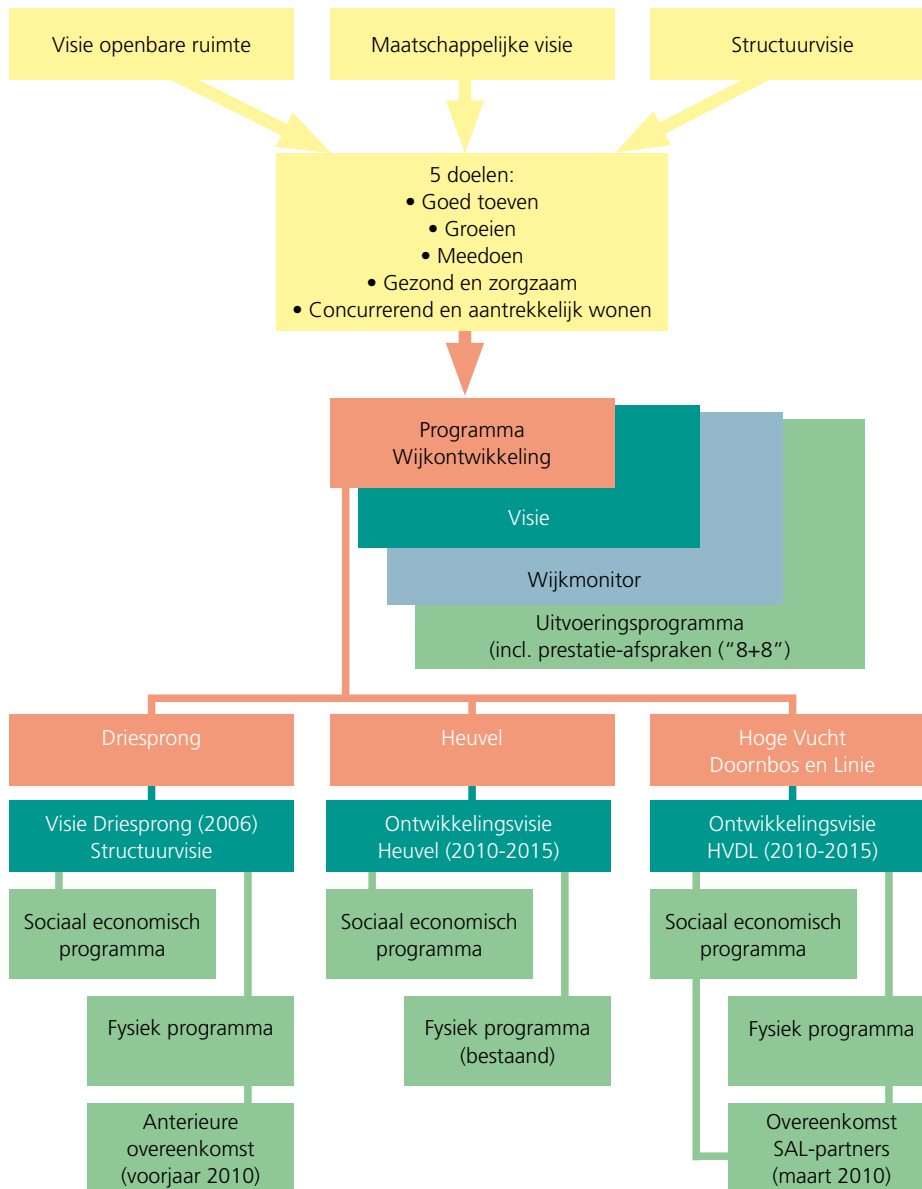 Visie openbare ruimte
Maatschappelijke visie
Structuurvisie
5 doelen:
• Goed toeven
• Groeien
• Meedoen
• Gezond en zorgzaam
• Concurrerend en aantrekkelijk wonen
Programma
Wijkontwikkeling
Visie
Wijkmonitor
Uitvoeringsprogramma
(incl. prestatie-afspraken (“8+8”)
Driesprong
Heuvel
Hoge Vucht
Doornbos en Linie
Visie Driesprong (2006)
Structuurvisie
Ontwikkelingsvisie
Heuvel (2010-2015)
Ontwikkelingsvisie
HVDL (2010-2015)
Sociaal economisch
programma
Sociaal economisch
programma
Sociaal economisch
programma
Fysiek programma
Fysiek programma
(bestaand)
Fysiek programma
Anterieure
overeenkomst
(voorjaar 2010)
Overeenkomst
SAL-partners
(maart 2010)